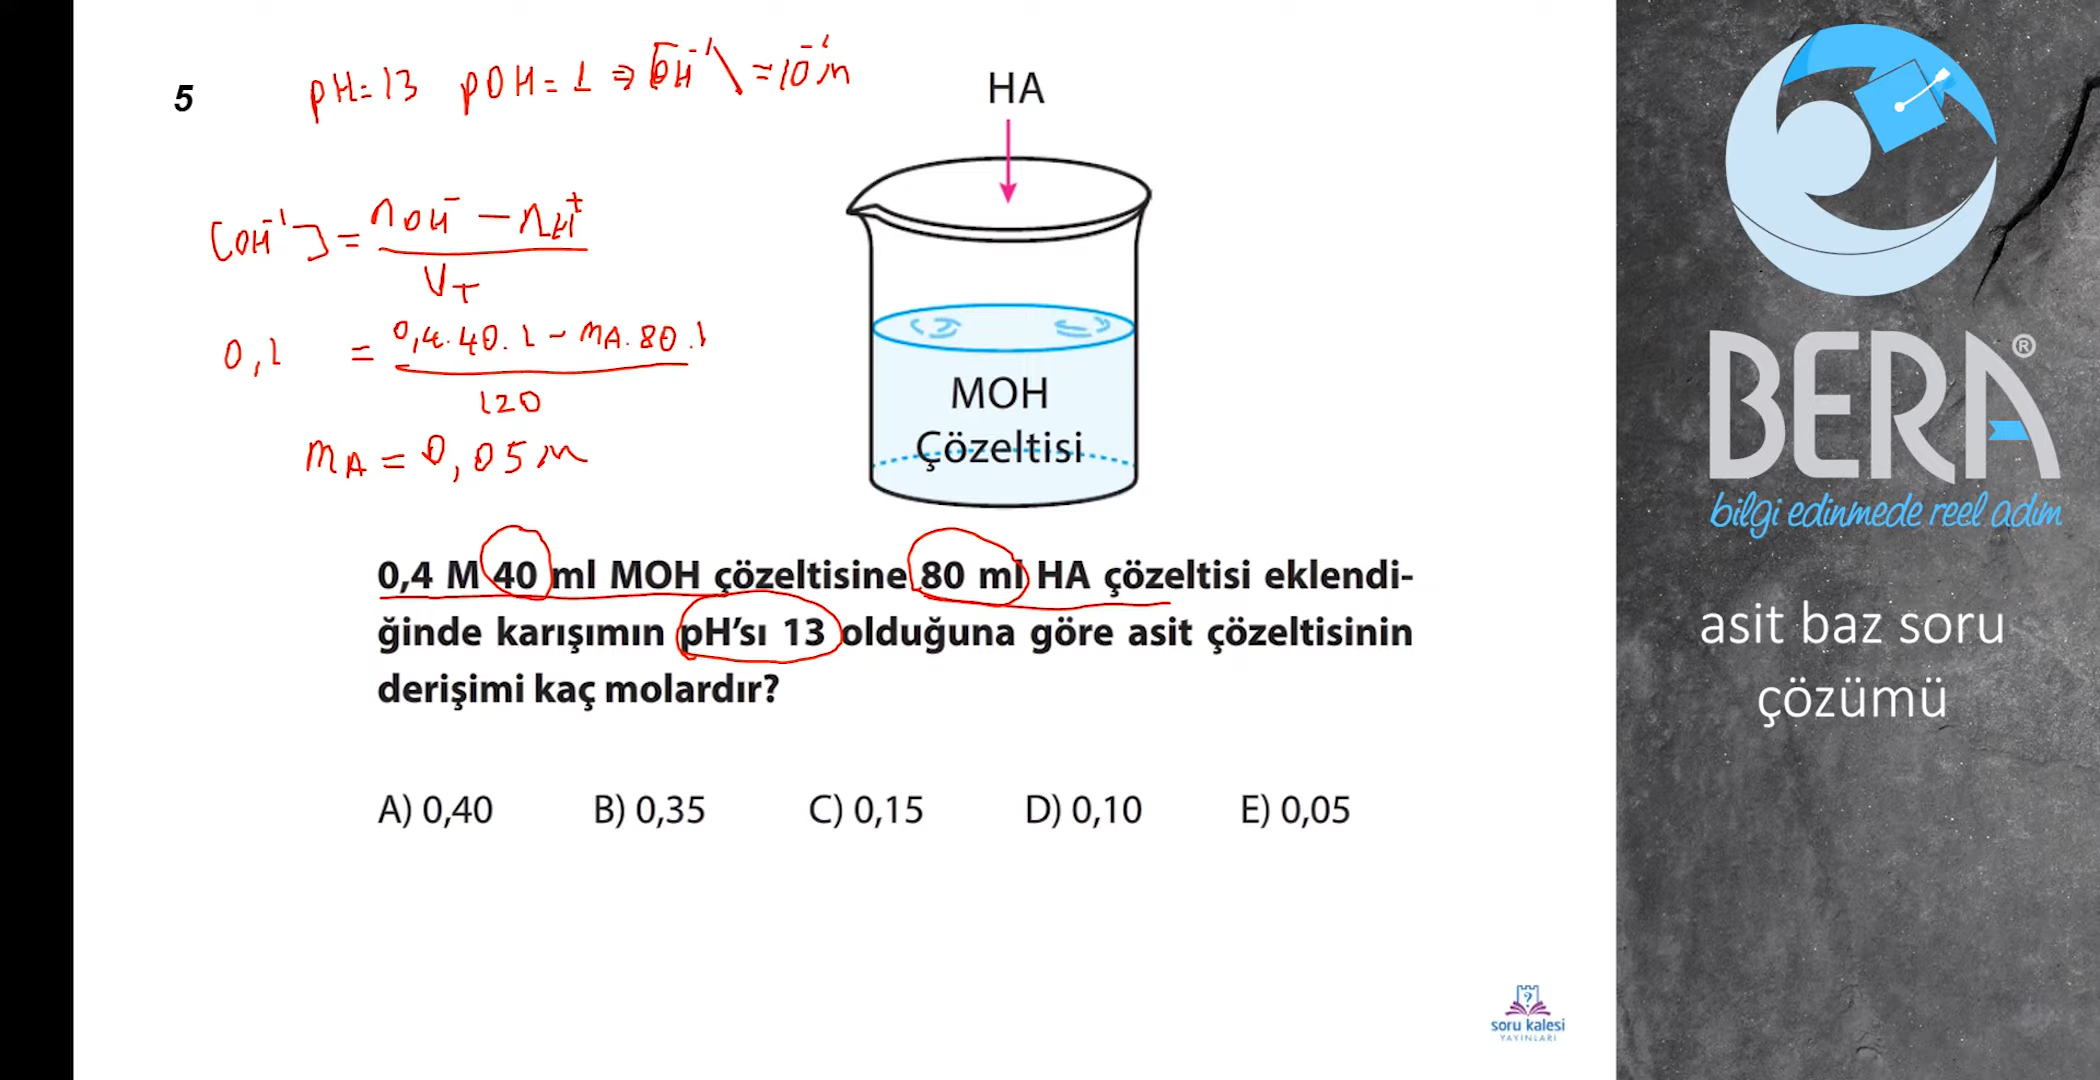 5
pH=13 pOH=1 ⇒ [OH⁻¹] = 10⁻¹ M
HA
[OH⁻¹] = nOH⁻ − nH⁺
VT
0,1 = 0,4.40.1 − MA.80.1
120
MA = 0,05 M
MOH
Çözeltisi
0,4 M 40 ml MOH çözeltisine 80 ml HA çözeltisi eklendi-
ğinde karışımın pH’sı 13 olduğuna göre asit çözeltisinin
derişimi kaç molardır?
A) 0,40 B) 0,35 C) 0,15 D) 0,10 E) 0,05
?
soru kalesi
YAYINLARI
BERA®
bilgi edinmede reel adım
asit baz soru
çözümü